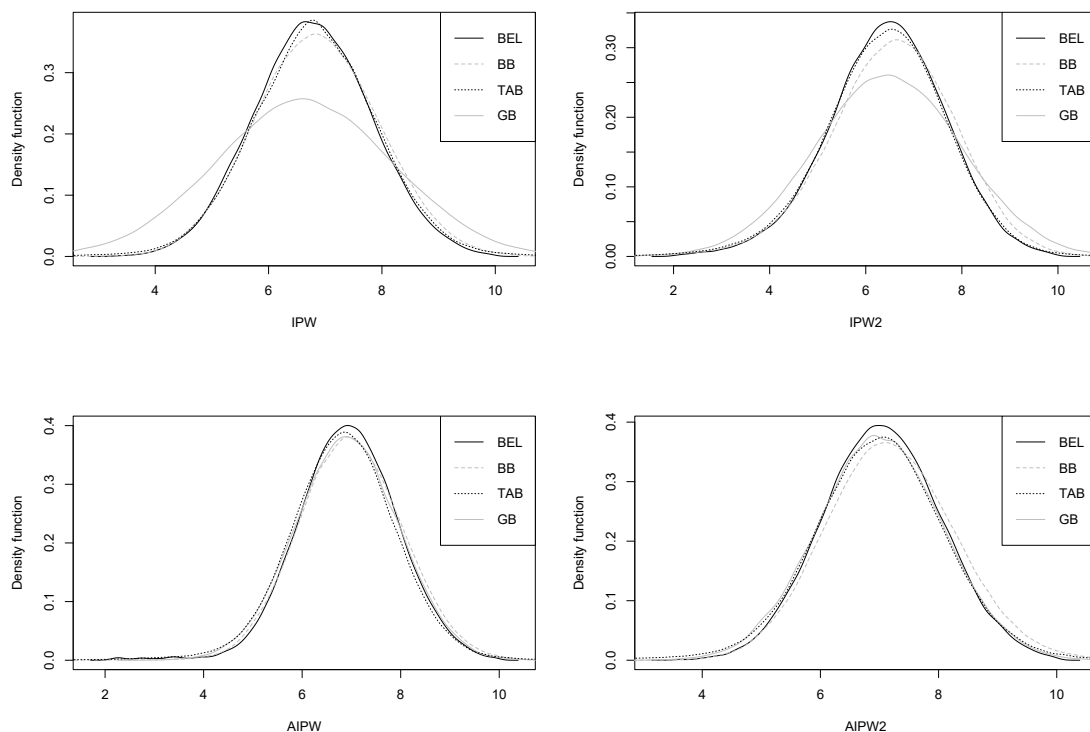 Density function
0.0 0.1 0.2 0.3
4 6 8 10
IPW
BEL
BB
TAB
GB
Density function
0.00 0.10 0.20 0.30
2 4 6 8 10
IPW2
BEL
BB
TAB
GB
Density function
0.0 0.1 0.2 0.3 0.4
2 4 6 8 10
AIPW
BEL
BB
TAB
GB
Density function
0.0 0.1 0.2 0.3 0.4
4 6 8 10
AIPW2
BEL
BB
TAB
GB